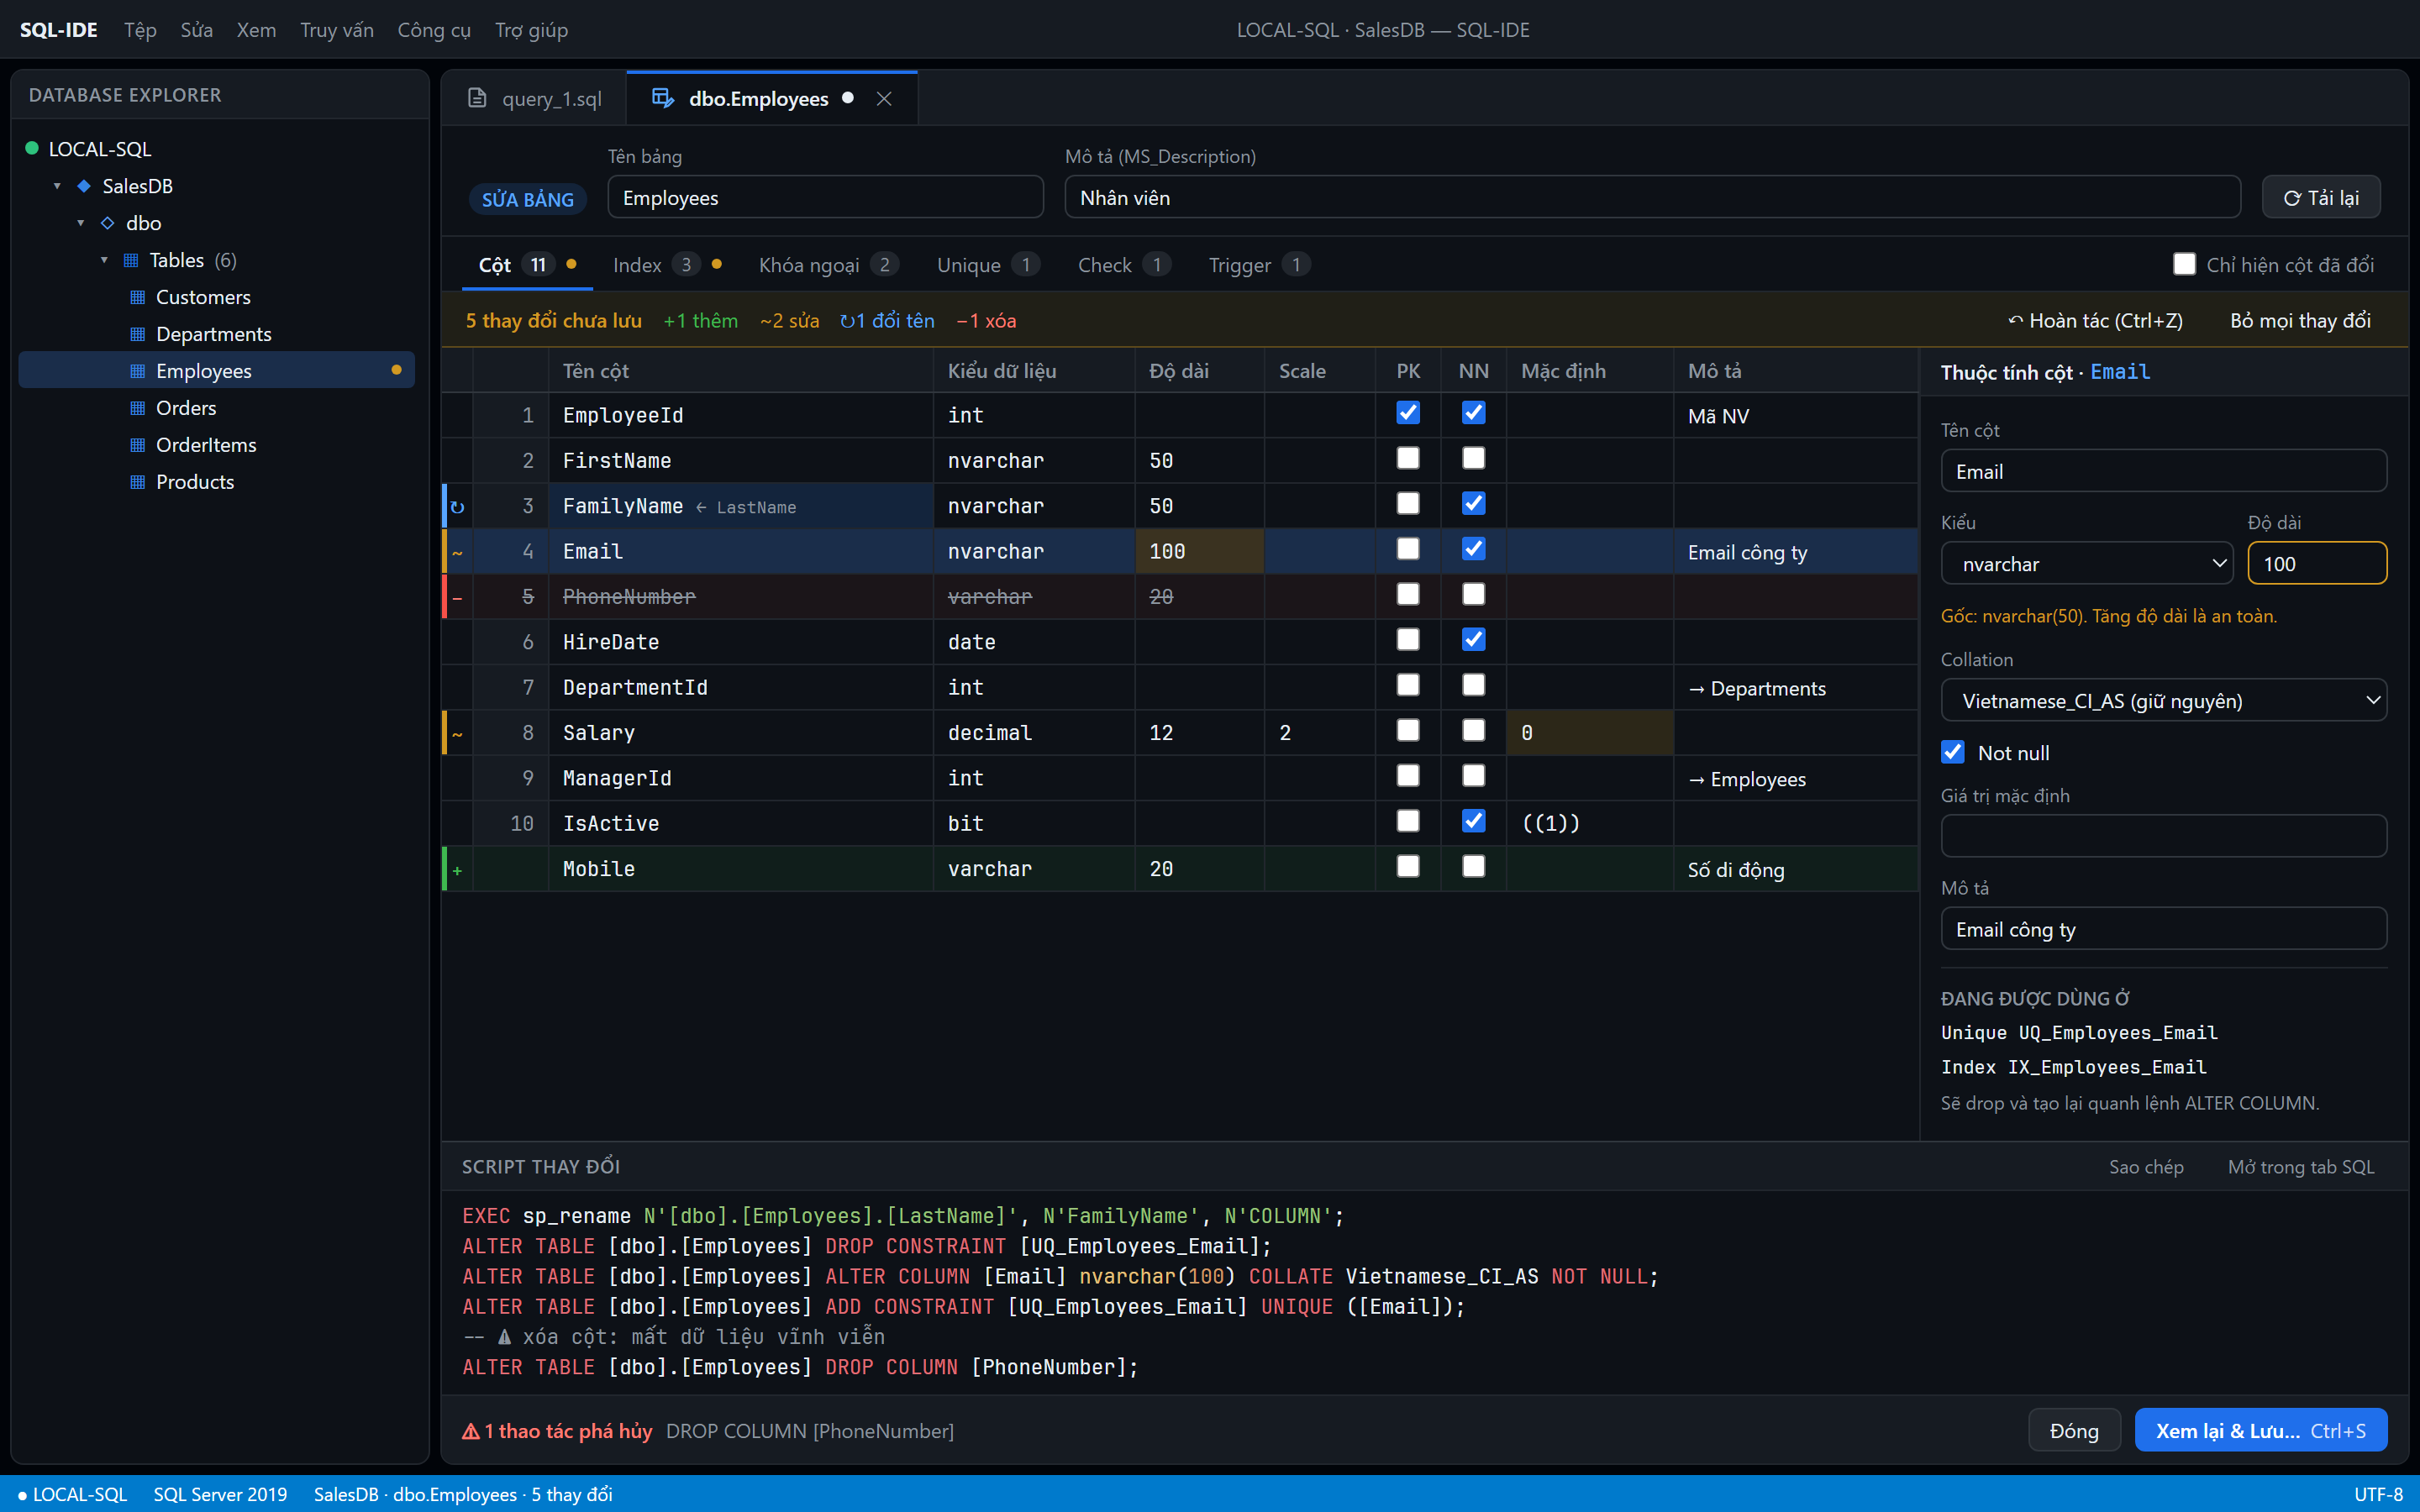 SQL-IDE Tệp Sửa Xem Truy vấn Công cụ Trợ giúp LOCAL-SQL · SalesDB — SQL-IDE
DATABASE EXPLORER
LOCAL-SQL
SalesDB
dbo
Tables (6)
Customers
Departments
Employees
Orders
OrderItems
Products
query_1.sql dbo.Employees
Tên bảng Mô tả (MS_Description)
SỬA BẢNG Employees Nhân viên Tải lại
Cột 11 Index 3 Khóa ngoại 2 Unique 1 Check 1 Trigger 1 Chỉ hiện cột đã đổi
5 thay đổi chưa lưu +1 thêm ~2 sửa ↻1 đổi tên −1 xóa ↶ Hoàn tác (Ctrl+Z) Bỏ mọi thay đổi
Tên cột Kiểu dữ liệu Độ dài Scale PK NN Mặc định Mô tả
1 EmployeeId int Mã NV
2 FirstName nvarchar 50
↻ 3 FamilyName ← LastName nvarchar 50
~ 4 Email nvarchar 100 Email công ty
− 5 PhoneNumber varchar 20
6 HireDate date
7 DepartmentId int → Departments
~ 8 Salary decimal 12 2 0
9 ManagerId int → Employees
10 IsActive bit ((1))
+ Mobile varchar 20 Số di động
Thuộc tính cột · Email
Tên cột
Email
Kiểu Độ dài
nvarchar 100
Gốc: nvarchar(50). Tăng độ dài là an toàn.
Collation
Vietnamese_CI_AS (giữ nguyên)
Not null
Giá trị mặc định
Mô tả
Email công ty
ĐANG ĐƯỢC DÙNG Ở
Unique UQ_Employees_Email
Index IX_Employees_Email
Sẽ drop và tạo lại quanh lệnh ALTER COLUMN.
SCRIPT THAY ĐỔI Sao chép Mở trong tab SQL
EXEC sp_rename N'[dbo].[Employees].[LastName]', N'FamilyName', N'COLUMN';
ALTER TABLE [dbo].[Employees] DROP CONSTRAINT [UQ_Employees_Email];
ALTER TABLE [dbo].[Employees] ALTER COLUMN [Email] nvarchar(100) COLLATE Vietnamese_CI_AS NOT NULL;
ALTER TABLE [dbo].[Employees] ADD CONSTRAINT [UQ_Employees_Email] UNIQUE ([Email]);
-- ⚠ xóa cột: mất dữ liệu vĩnh viễn
ALTER TABLE [dbo].[Employees] DROP COLUMN [PhoneNumber];
⚠ 1 thao tác phá hủy DROP COLUMN [PhoneNumber] Đóng Xem lại & Lưu... Ctrl+S
● LOCAL-SQL SQL Server 2019 SalesDB · dbo.Employees · 5 thay đổi UTF-8